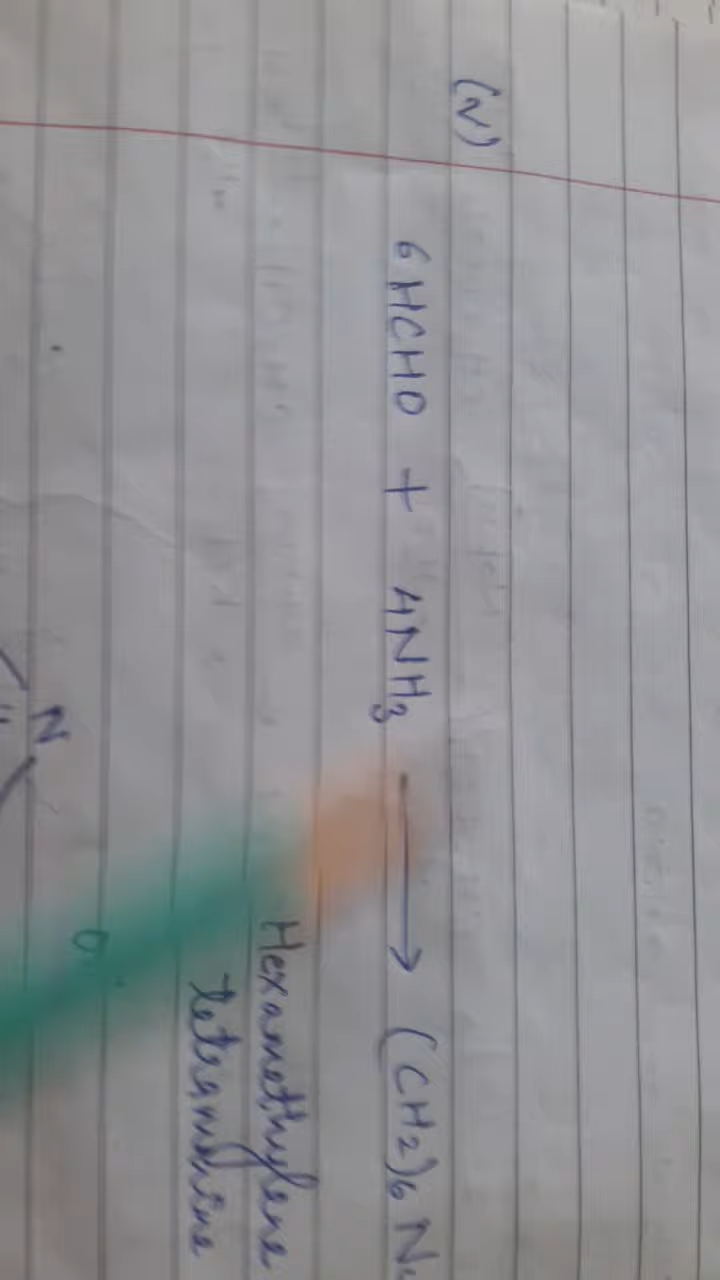 (v)
6 HCHO + 4NH3 → (CH2)6 N
Hexamethylene
tetramine
N